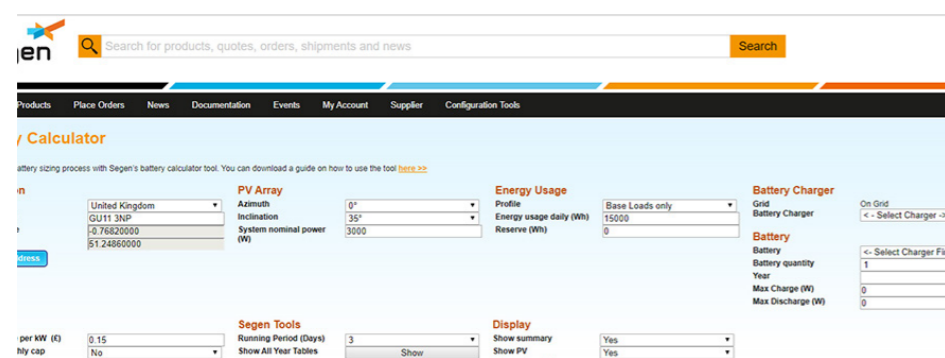 en
Search for products, quotes, orders, shipments and news
Search
Products Place Orders News Documentation Events My Account Supplier Configuration Tools
y Calculator
attery sizing process with Segen's battery calculator tool. You can download a guide on how to use the tool here >>
on PV Array Energy Usage Battery Charger
United Kingdom Azimuth 0° Profile Base Loads only Grid On Grid
GU11 3NP Inclination 35° Energy usage daily (Wh) 15000 Battery Charger < - Select Charger ->
e -0.76820000 System nominal power (W) 3000 Reserve (Wh) 0
51.24860000 Battery
ddress Battery <- Select Charger Fir
Battery quantity 1
Year
Max Charge (W) 0
Max Discharge (W) 0
Segen Tools Display
per kW (£) 0.15 Running Period (Days) 3 Show summary Yes
hly cap No Show All Year Tables Show Show PV Yes